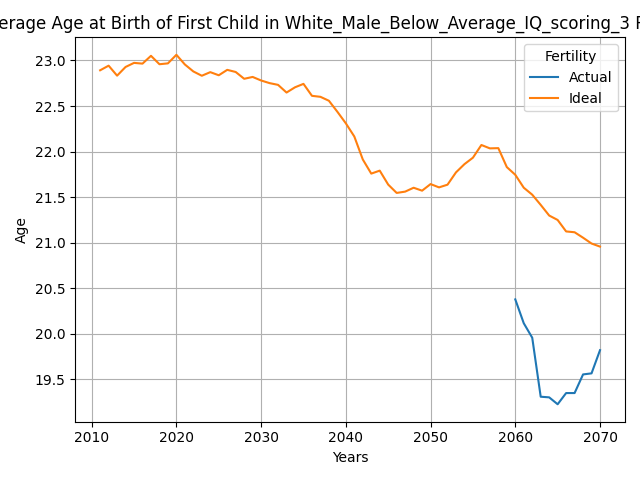 erage Age at Birth of First Child in White_Male_Below_Average_IQ_scoring_3
Fertility
Actual
Ideal
23.0
22.5
22.0
21.5
21.0
20.5
20.0
19.5
Age
2010 2020 2030 2040 2050 2060 2070
Years